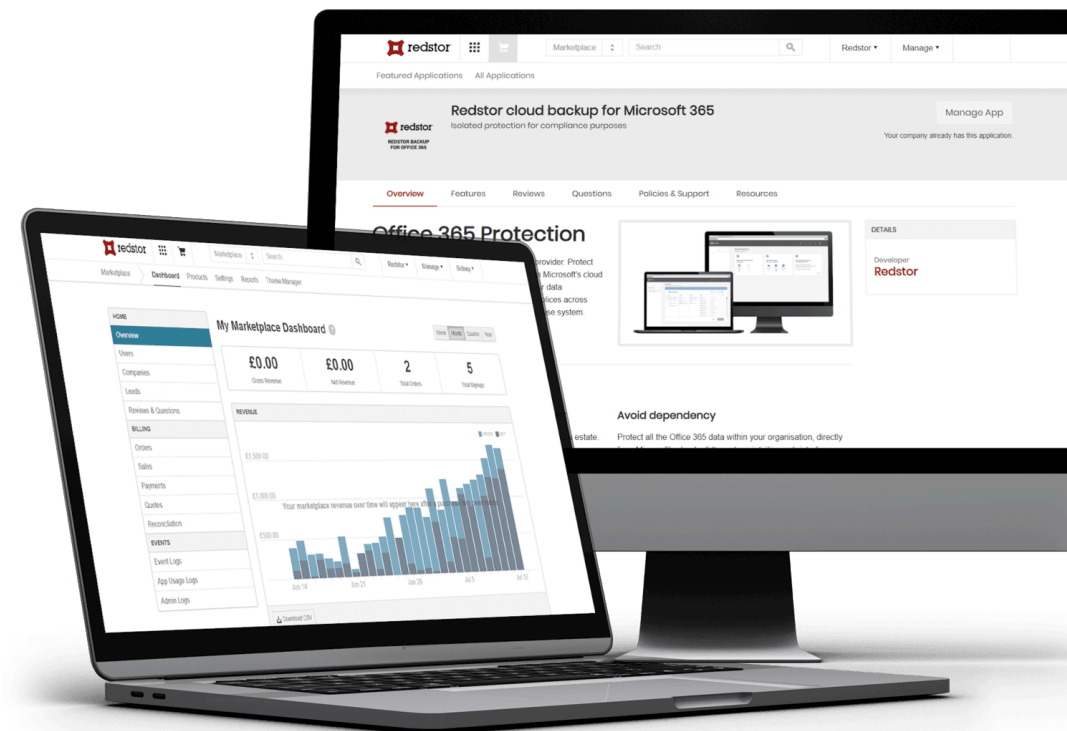 redstor
Marketplace
Search
Redstor
Manage
Featured Applications All Applications
redstor
REDSTOR BACKUP
FOR OFFICE 365
Redstor cloud backup for Microsoft 365
Isolated protection for compliance purposes
Manage App
Your company already has this application.
Overview Features Reviews Questions Policies & Support Resources
Office 365 Protection
provider. Protect
Microsoft's cloud
data
across
use system.
DETAILS
Developer
Redstor
estate.
Avoid dependency
Protect all the Office 365 data within your organisation, directly
redstor
Marketplace
Search
Redstor
Manage
Sidney
Marketplace Dashboard Products Settings Reports Theme Manager
HOME
Overview
Users
Companies
Leads
Reviews & Questions
BILLING
Orders
Sales
Payments
Quotes
Reconciliation
EVENTS
Event Logs
App Usage Logs
Admin Logs
My Marketplace Dashboard
Week Month Quarter Year
£0.00
Gross Revenue
£0.00
Net Revenue
2
Total Orders
5
Total Signups
REVENUE
£1,500.00
£1,000.00
£500.00
Your marketplace revenue over time will appear here after a
Jun 14 Jun 21 Jun 28 Jul 5 Jul 12
Download CSV